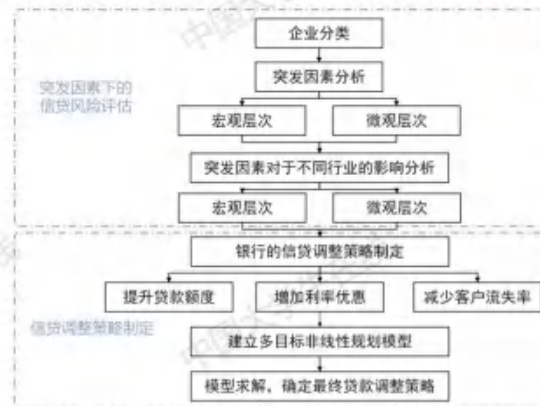 企业分类
突发因素下的
信贷风险评估
突发因素分析
宏观层次
微观层次
突发因素对于不同行业的影响分析
宏观层次
微观层次
银行的信贷调整策略制定
提升贷款额度
增加利率优惠
减少客户流失率
信贷调整策略制定
建立多目标非线性规划模型
模型求解、确定最终贷款调整策略